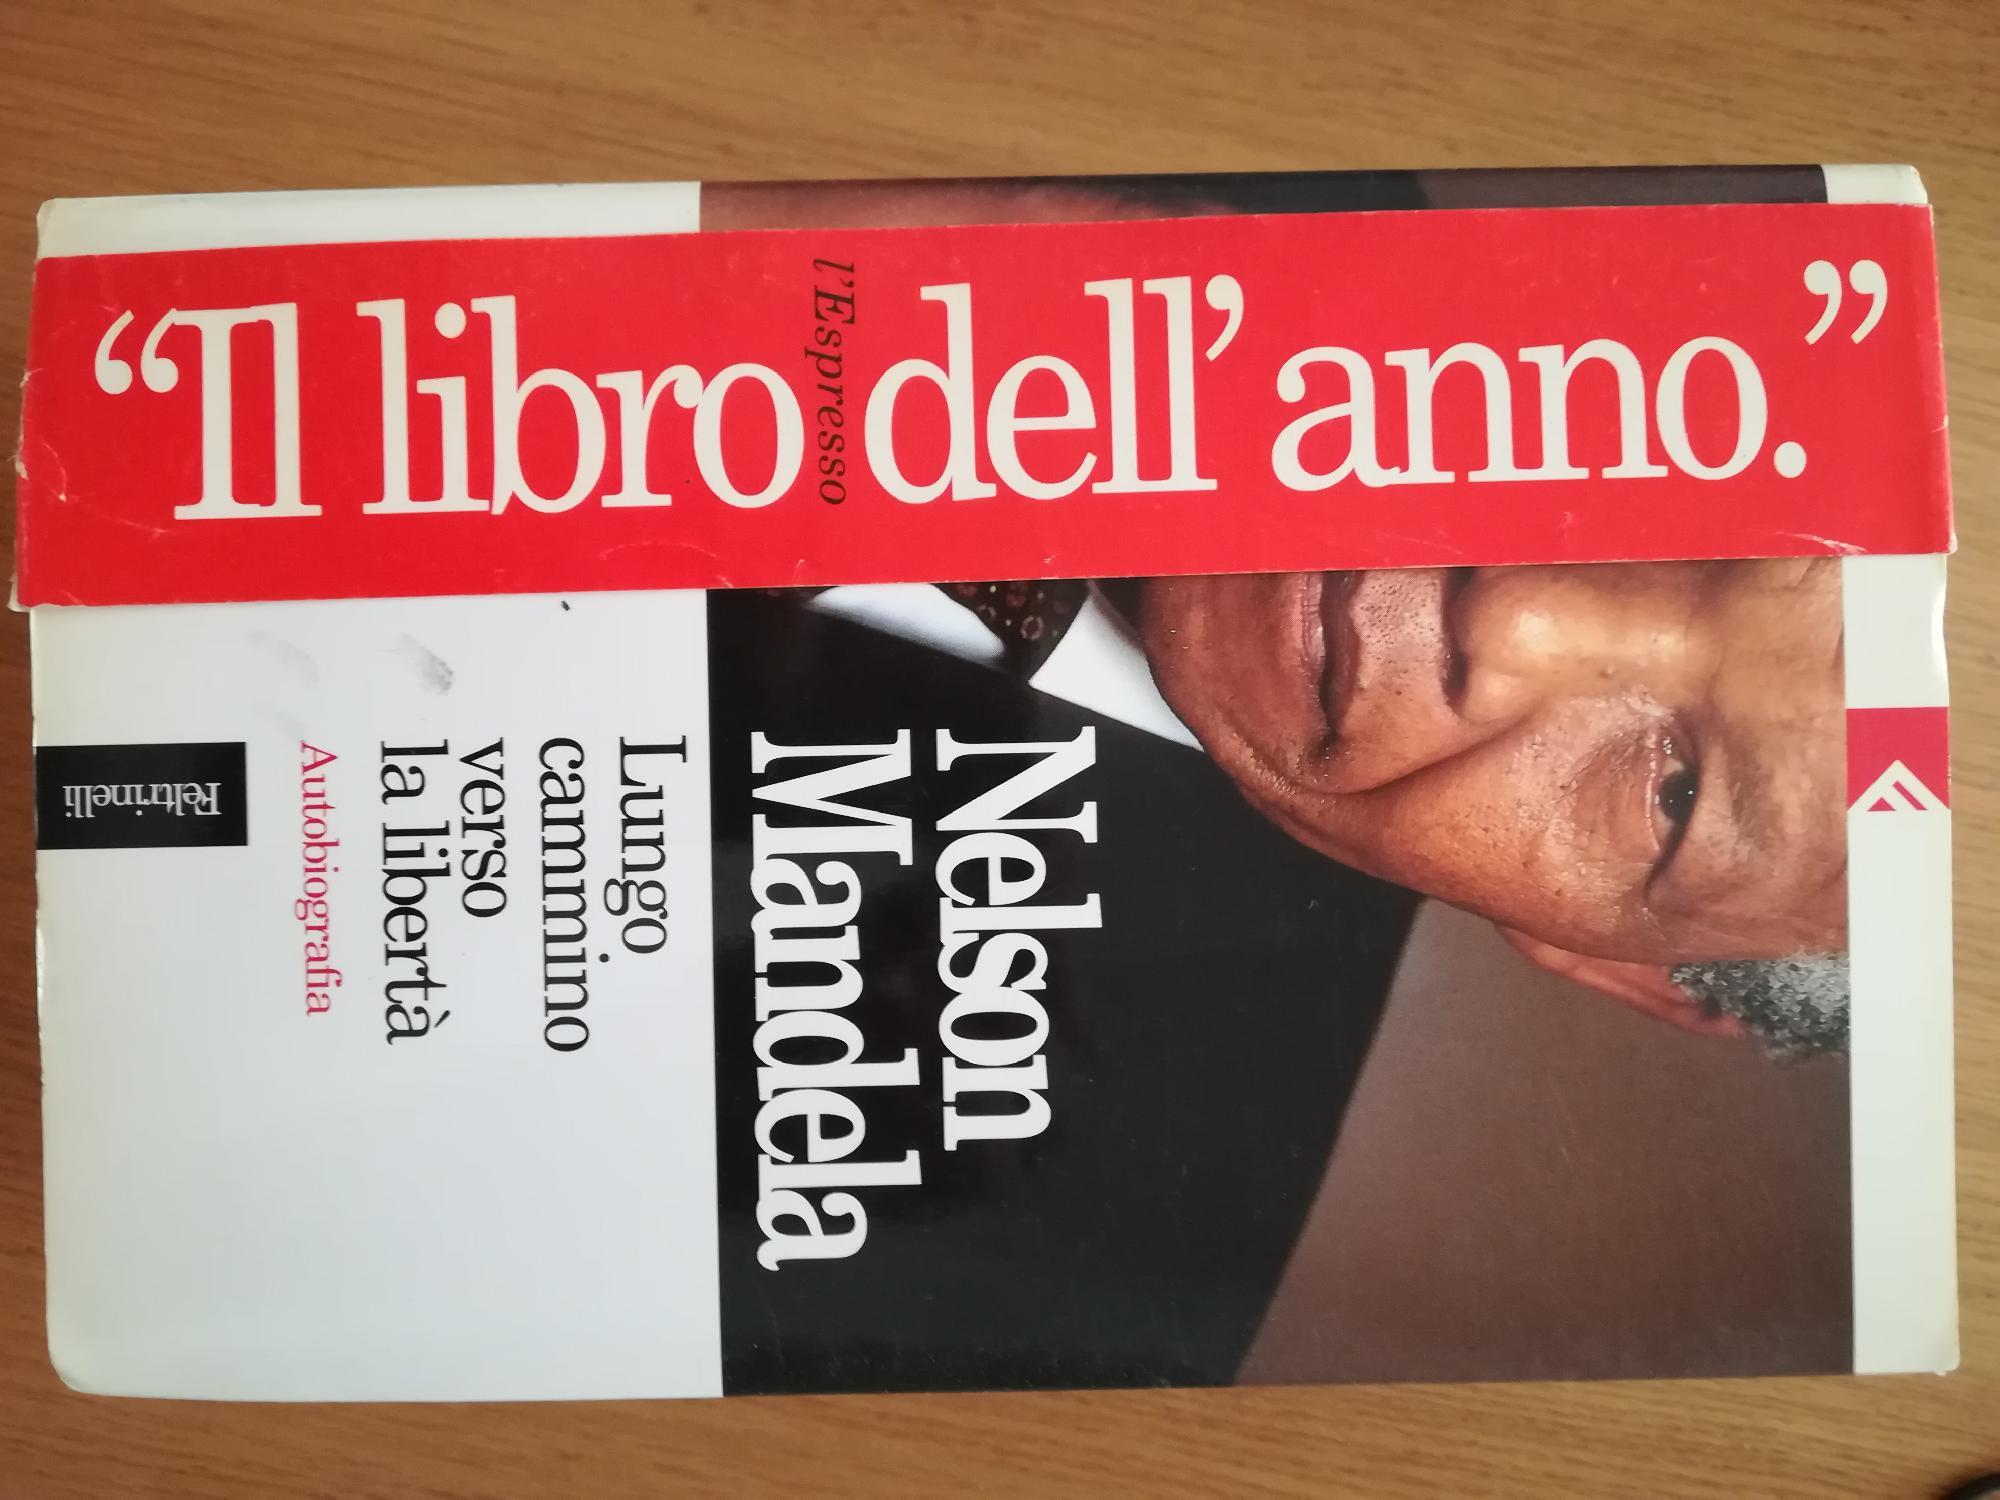 “Il libro dell’anno.”
l'Espresso
Nelson
Mandela
Lungo
cammino
verso
la libertà
Autobiografia
Feltrinelli